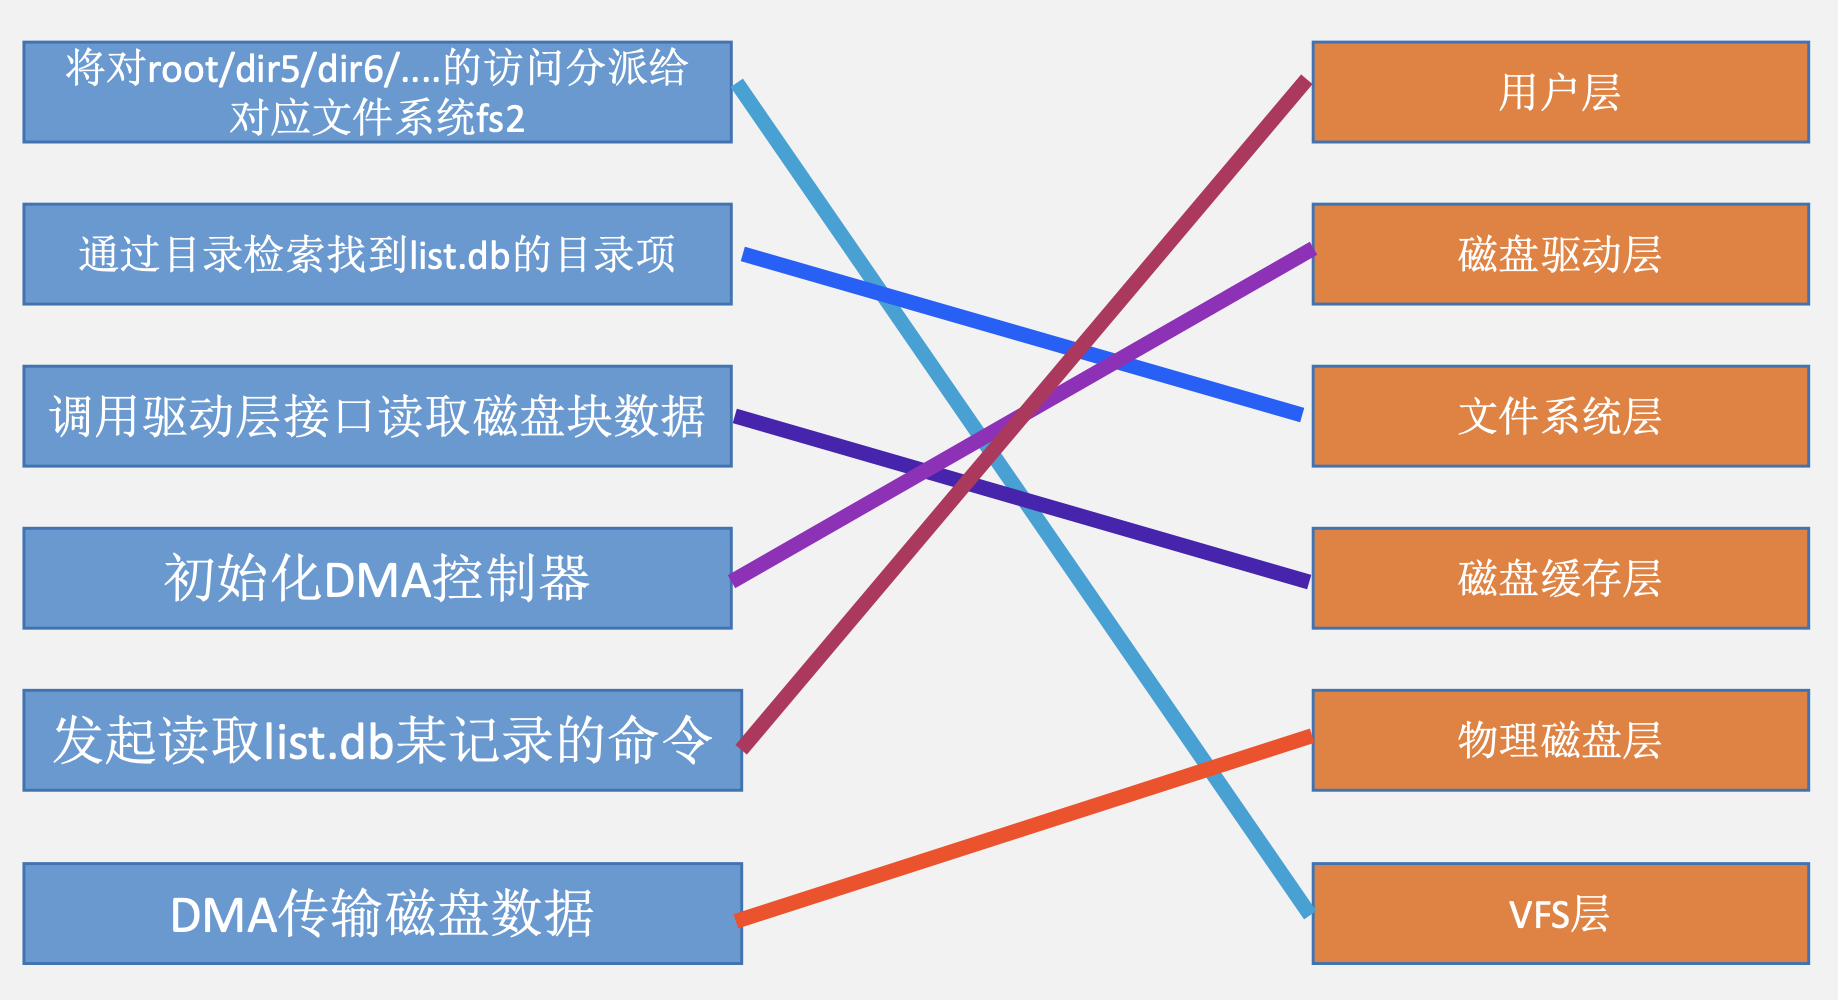 将对root/dir5/dir6/....的访问分派给
对应文件系统fs2
用户层
通过目录检索找到list.db的目录项
磁盘驱动层
调用驱动层接口读取磁盘块数据
文件系统层
初始化DMA控制器
磁盘缓存层
发起读取list.db某记录的命令
物理磁盘层
DMA传输磁盘数据
VFS层